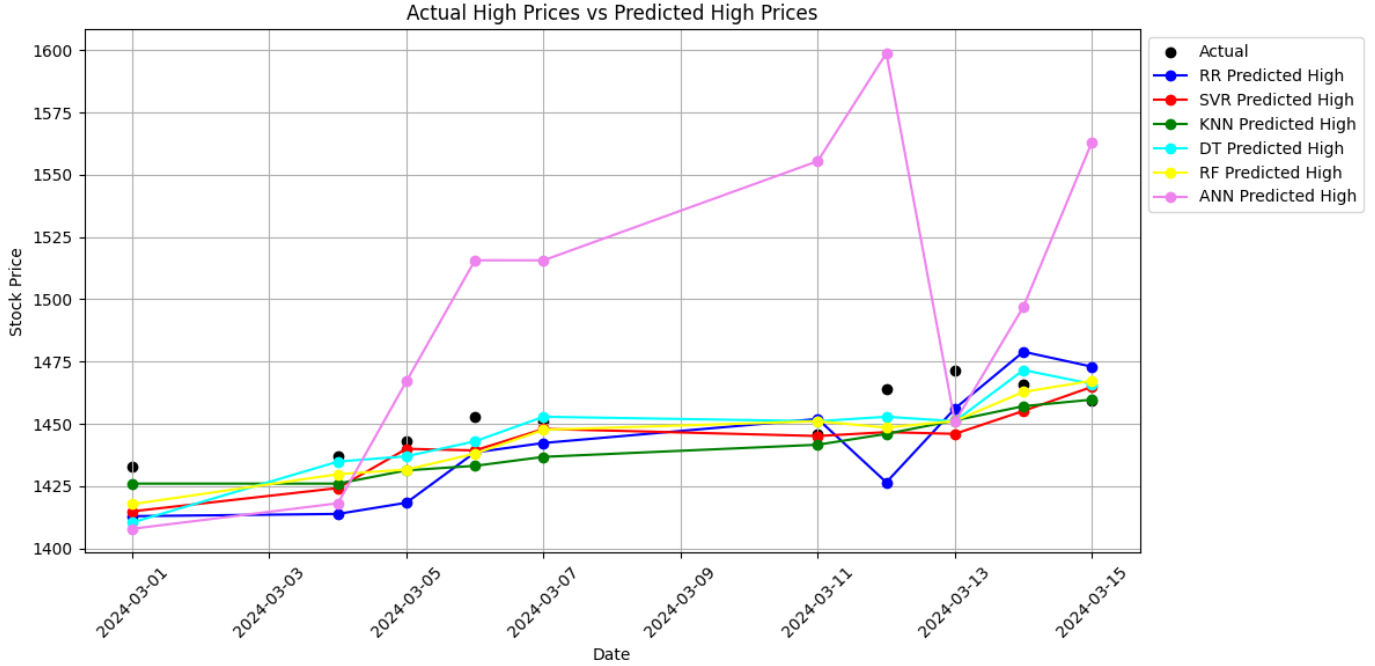 Actual High Prices vs Predicted High Prices
1600
1575
1550
1525
1500
1475
1450
1425
1400
Stock Price
2024-03-01
2024-03-03
2024-03-05
2024-03-07
2024-03-09
2024-03-11
2024-03-13
2024-03-15
Date
Actual
RR Predicted High
SVR Predicted High
KNN Predicted High
DT Predicted High
RF Predicted High
ANN Predicted High